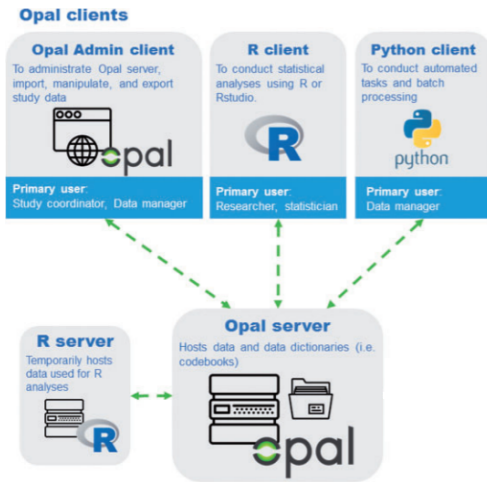 Opal clients
Opal Admin client
To administrate Opal server,
import, manipulate, and export
study data
opal
Primary user:
Study coordinator, Data manager
R client
To conduct statistical
analyses using R or
Rstudio.
R
Primary user:
Researcher, statistician
Python client
To conduct automated
tasks and batch
processing
python
Primary user:
Data manager
R server
Temporarily hosts
data used for R
analyses
R
Opal server
Hosts data and data dictionaries (i.e.
codebooks)
opal